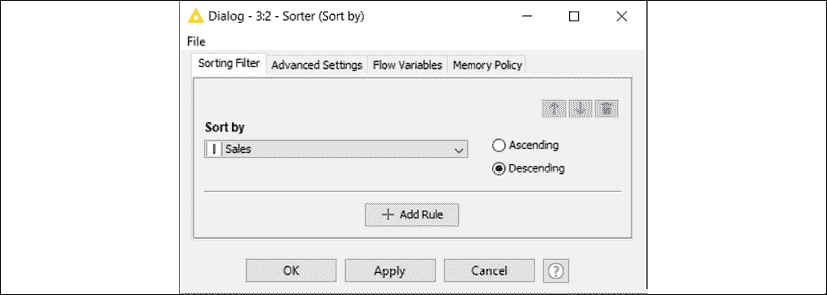 Dialog - 3:2 - Sorter (Sort by)
File
Sorting Filter Advanced Settings Flow Variables Memory Policy
Sort by
I Sales
Ascending
Descending
+ Add Rule
OK Apply Cancel ?